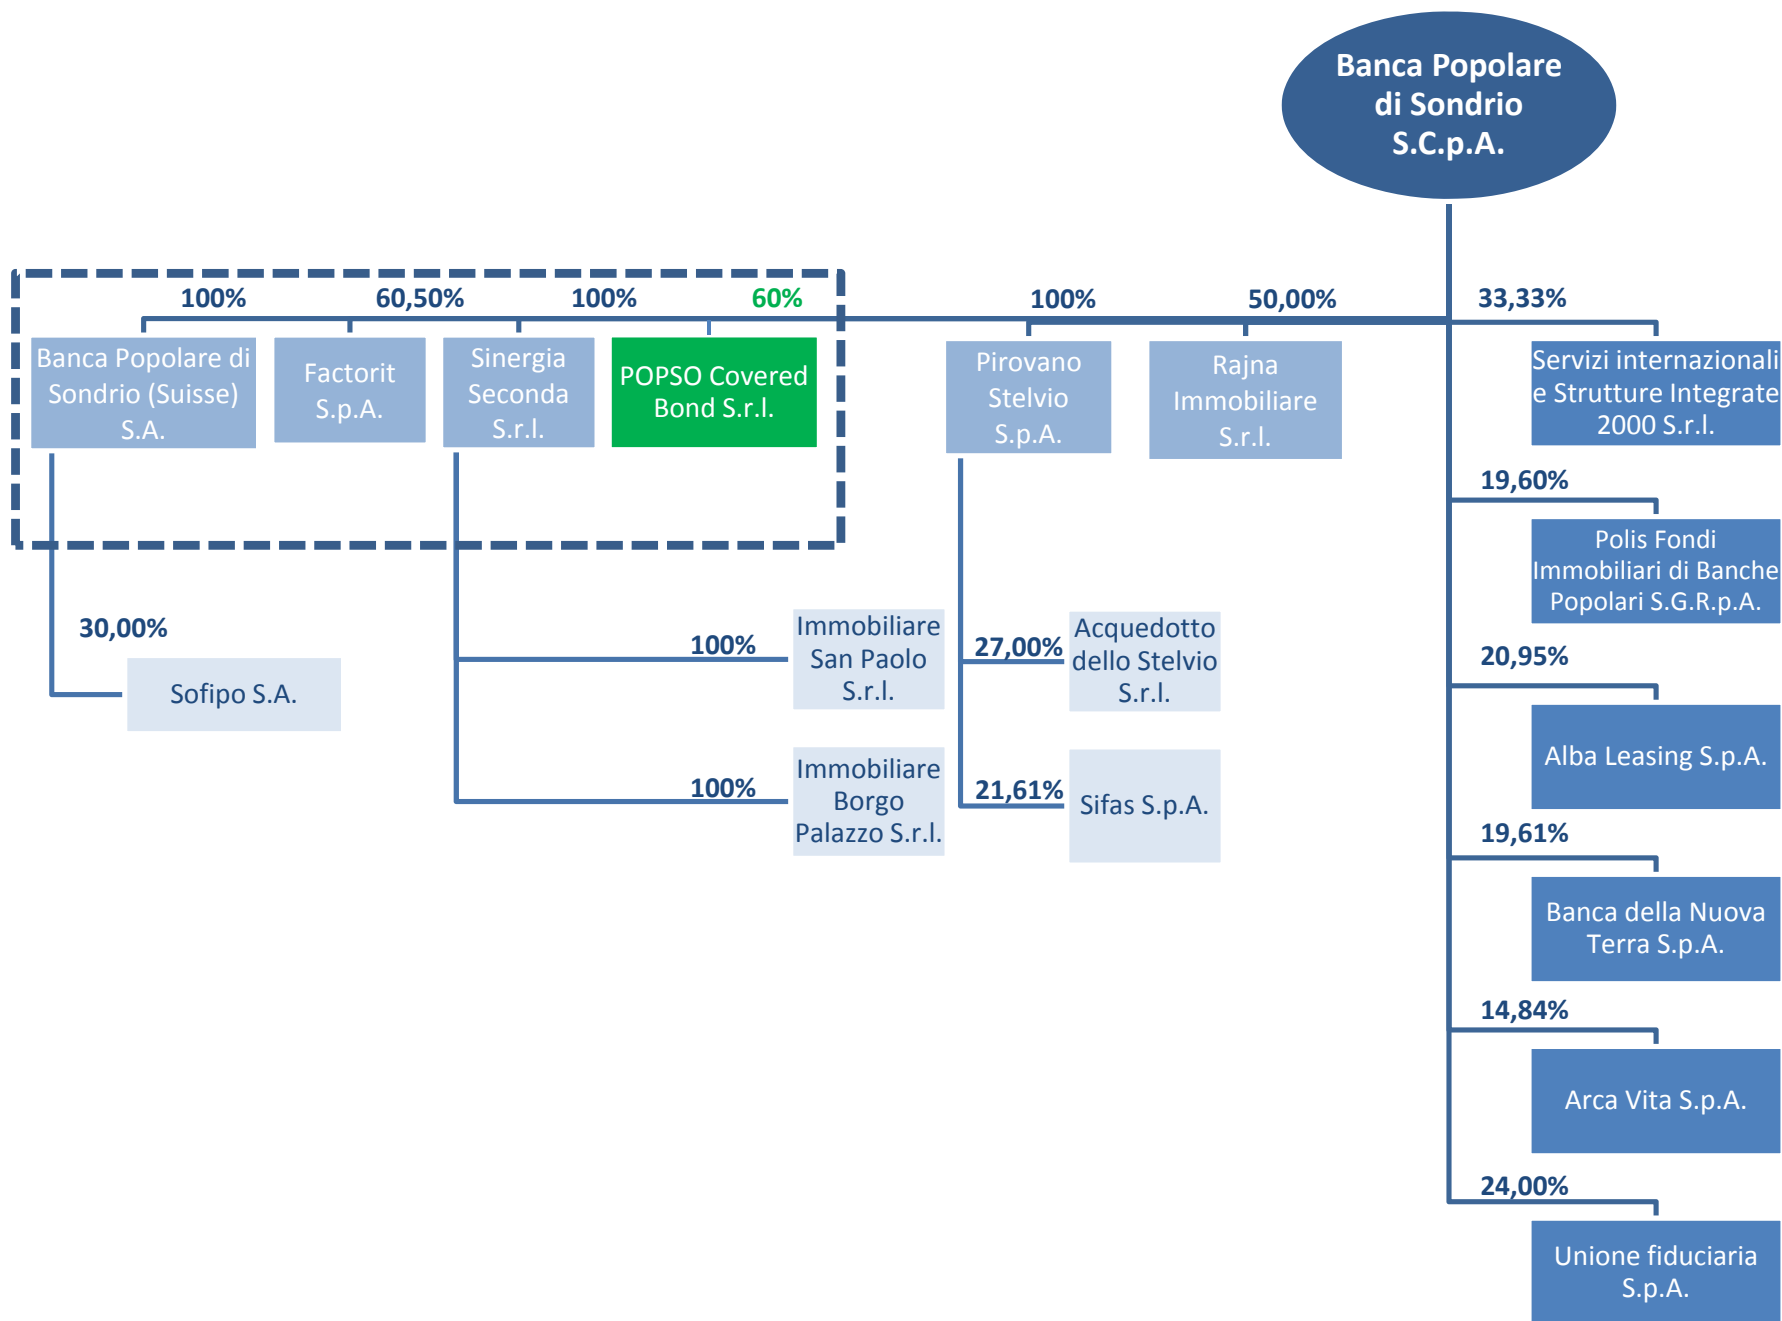 Banca Popolare
di Sondrio
S.C.p.A.
100%
60,50%
100%
60%
100%
50,00%
33,33%
Banca Popolare di
Sondrio (Suisse)
S.A.
Factorit
S.p.A.
Sinergia
Seconda
S.r.l.
POPSO Covered
Bond S.r.l.
Pirovano
Stelvio
S.p.A.
Rajna
Immobiliare
S.r.l.
Servizi internazionali
e Strutture Integrate
2000 S.r.l.
19,60%
Polis Fondi
Immobiliari di Banche
Popolari S.G.R.p.A.
30,00%
Sofipo S.A.
100%
Immobiliare
San Paolo
S.r.l.
27,00%
Acquedotto
dello Stelvio
S.r.l.
20,95%
Alba Leasing S.p.A.
100%
Immobiliare
Borgo
Palazzo S.r.l.
21,61%
Sifas S.p.A.
19,61%
Banca della Nuova
Terra S.p.A.
14,84%
Arca Vita S.p.A.
24,00%
Unione fiduciaria
S.p.A.